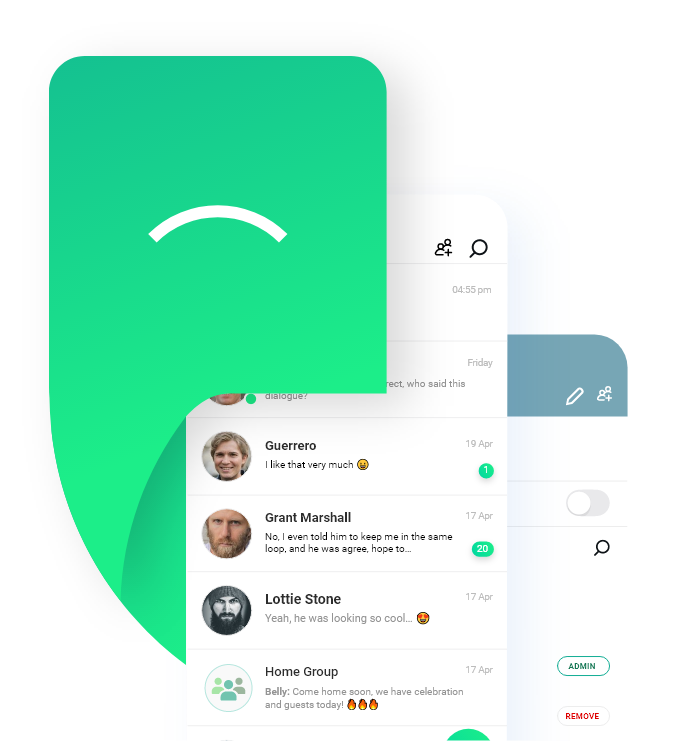 04:55 pm
Friday
rect, who said this
dialogue?
Guerrero
19 Apr
I like that very much 😄
1
Grant Marshall
17 Apr
No, I even told him to keep me in the same
loop, and he was agree, hope to...
20
Lottie Stone
17 Apr
Yeah, he was looking so cool... 😍
Home Group
17 Apr
Belly: Come home soon, we have celebration
and guests today! 🔥🔥🔥
ADMIN
REMOVE